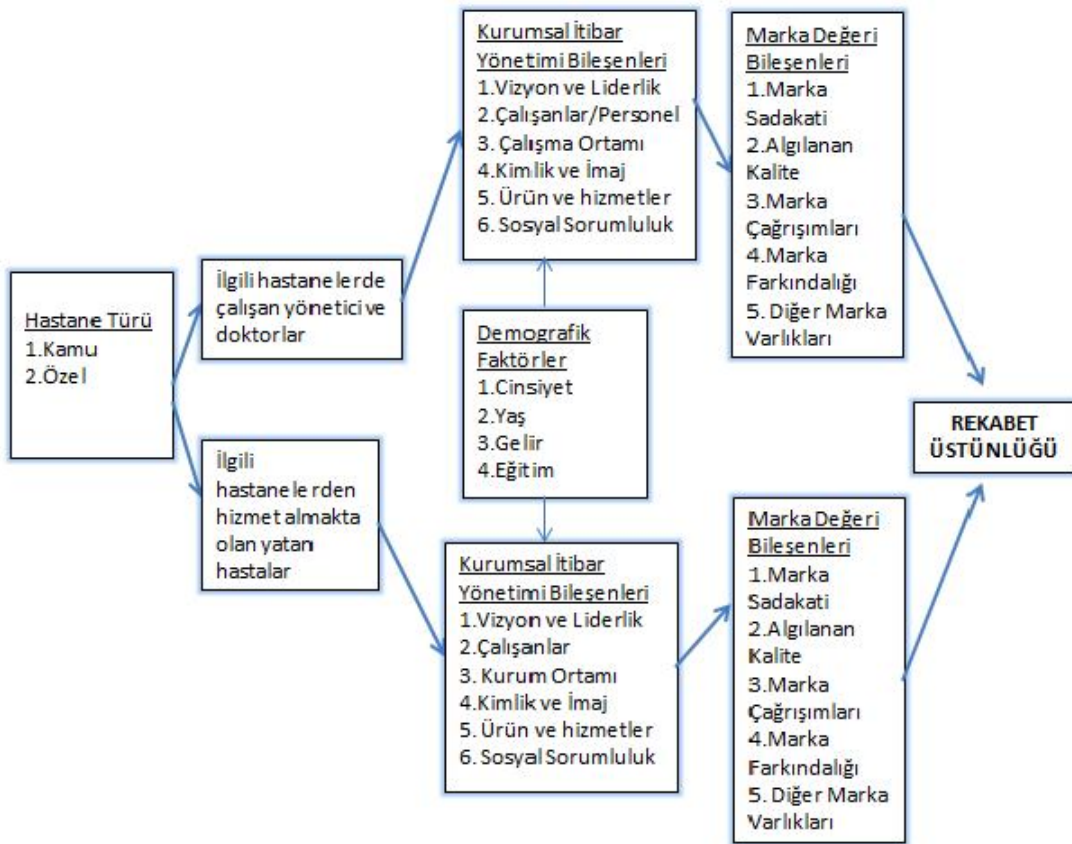 Hastane Türü
1.Kamu
2.Özel
İlgili hastanelerde
çalışan yönetici ve
doktorlar
İlgili
hastanelerden
hizmet almakta
olan yatan
hastalar
Kurumsal İtibar
Yönetimi Bileşenleri
1.Vizyon ve Liderlik
2.Çalışanlar/Personel
3. Çalışma Ortamı
4.Kimlik ve İmaj
5. Ürün ve hizmetler
6. Sosyal Sorumluluk
Demografik
Faktörler
1.Cinsiyet
2.Yaş
3.Gelir
4.Eğitim
Kurumsal İtibar
Yönetimi Bileşenleri
1.Vizyon ve Liderlik
2.Çalışanlar
3. Kurum Ortamı
4.Kimlik ve İmaj
5. Ürün ve hizmetler
6. Sosyal Sorumluluk
Marka Değeri
Bileşenleri
1.Marka
Sadakati
2.Algılanan
Kalite
3.Marka
Çağrışımları
4.Marka
Farkındalığı
5. Diğer Marka
Varlıkları
Marka Değeri
Bileşenleri
1.Marka
Sadakati
2.Algılanan
Kalite
3.Marka
Çağrışımları
4.Marka
Farkındalığı
5. Diğer Marka
Varlıkları
REKABET
ÜSTÜNLÜĞÜ